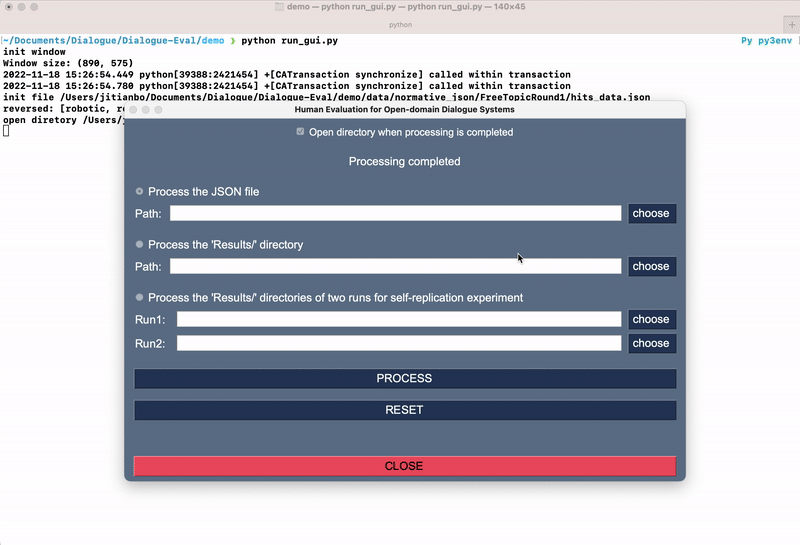 demo — python run_gui.py — python run_gui.py — 140×45
python
~/Documents/Dialogue/Dialogue-Eval/demo ❯ python run_gui.py Py py3env
init window
Window size: (890, 575)
2022-11-18 15:26:54.449 python[39388:2421454] +[CATransaction synchronize] called within transaction
2022-11-18 15:26:54.780 python[39388:2421454] +[CATransaction synchronize] called within transaction
init file /Users/jitianbo/Documents/Dialogue/Dialogue-Eval/demo/data/normative_json/FreeTopicRound1/hits_data.json
reversed: [robotic,
open diretory /Users/
Human Evaluation for Open-domain Dialogue Systems
Open directory when processing is completed
Processing completed
Process the JSON file
Path: choose
Process the 'Results/' directory
Path: choose
Process the 'Results/' directories of two runs for self-replication experiment
Run1: choose
Run2: choose
PROCESS
RESET
CLOSE